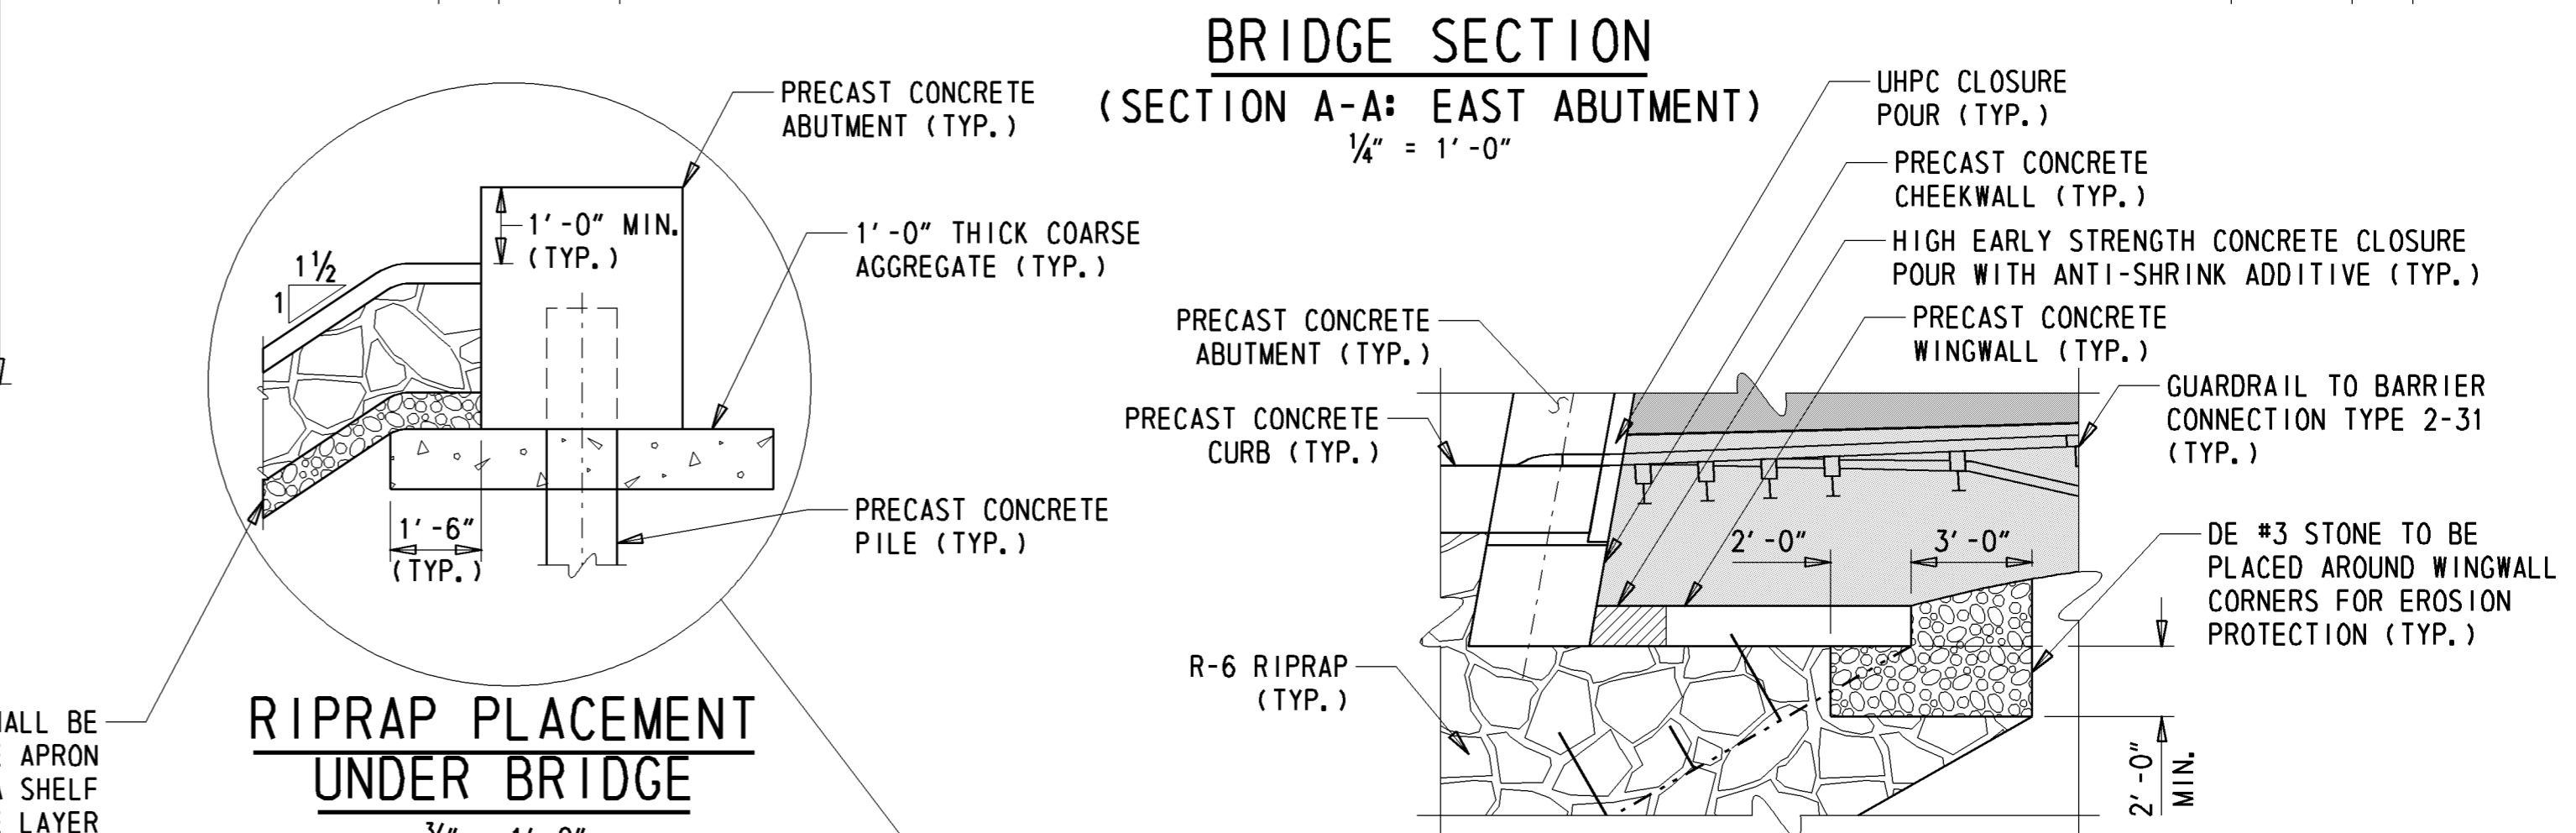 BRIDGE SECTION
(SECTION A-A: EAST ABUTMENT)
¼" = 1'-0"
PRECAST CONCRETE
ABUTMENT (TYP.)
1'-0" MIN.
(TYP.)
1'-0" THICK COARSE
AGGREGATE (TYP.)
1½
1
1'-6"
(TYP.)
PRECAST CONCRETE
PILE (TYP.)
HALL BE
APRON
A SHELF
LAYER
RIPRAP PLACEMENT
UNDER BRIDGE
UHPC CLOSURE
POUR (TYP.)
PRECAST CONCRETE
CHEEKWALL (TYP.)
HIGH EARLY STRENGTH CONCRETE CLOSURE
POUR WITH ANTI-SHRINK ADDITIVE (TYP.)
PRECAST CONCRETE
WINGWALL (TYP.)
PRECAST CONCRETE
ABUTMENT (TYP.)
PRECAST CONCRETE
CURB (TYP.)
GUARDRAIL TO BARRIER
CONNECTION TYPE 2-31
(TYP.)
2'-0"
3'-0"
DE #3 STONE TO BE
PLACED AROUND WINGWALL
CORNERS FOR EROSION
PROTECTION (TYP.)
R-6 RIPRAP
(TYP.)
2'-0"
MIN.